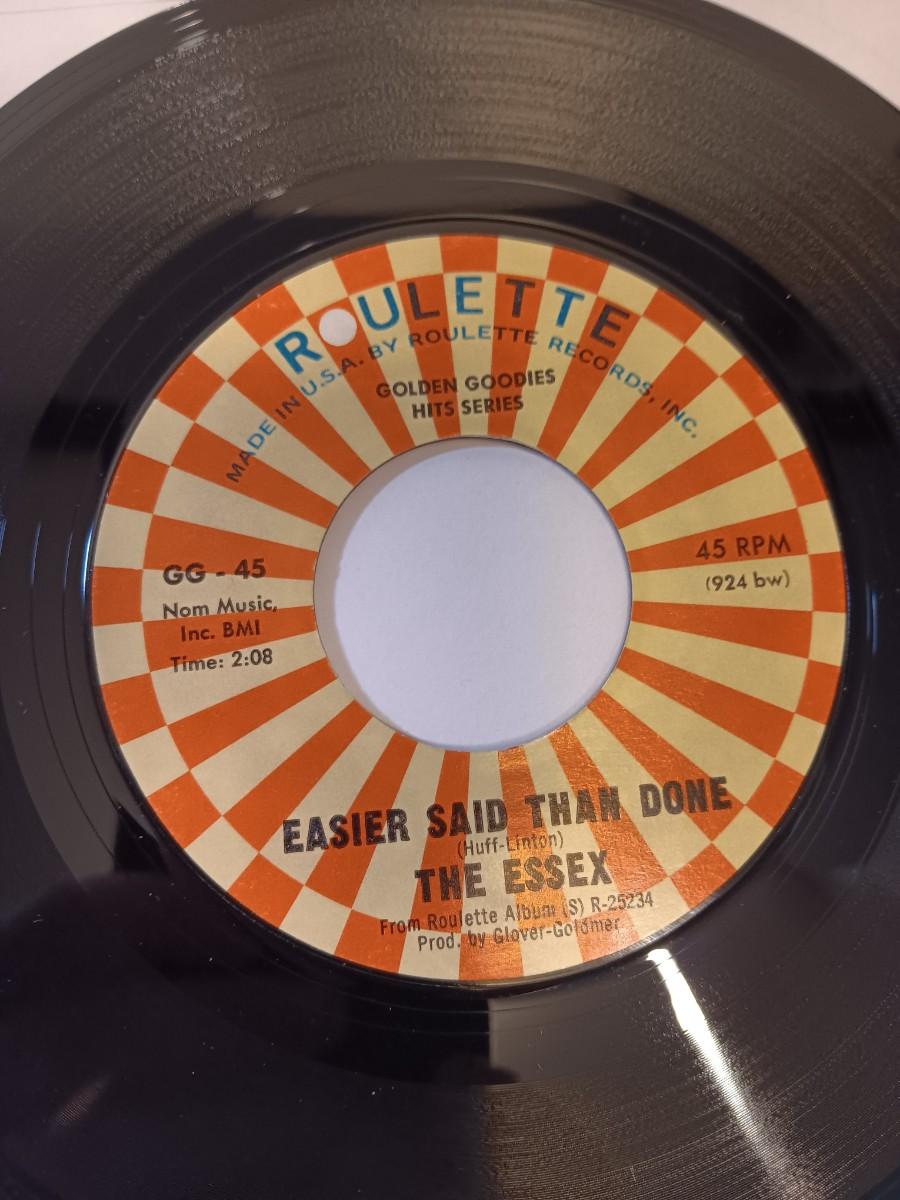 ROULETTE
MADE IN U.S.A. BY ROULETTE RECORDS, INC.
GOLDEN GOODIES
HITS SERIES
GG - 45
Nom Music,
Inc. BMI
Time: 2:08
45 RPM
(924 bw)
EASIER SAID THAN DONE
(Huff-Linton)
THE ESSEX
From Roulette Album (S) R-25234
Prod. by Glover-Goldner